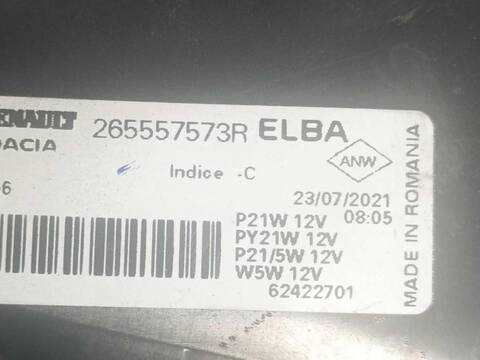 RENAULT 265557573R ELBA
DACIA
Indice -C
ANW
6
23/07/2021
08:05
P21W 12V
PY21W 12V
P21/5W 12V
W5W 12V
62422701
MADE IN ROMANIA